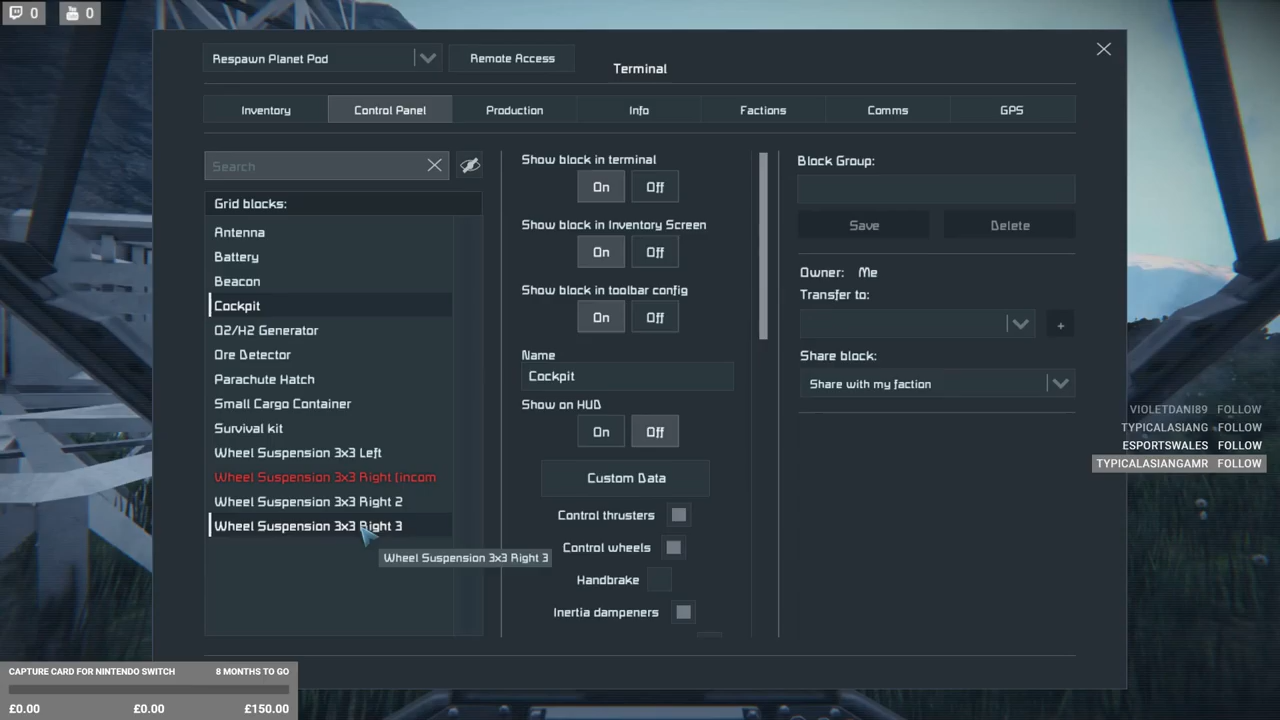 0 0
Respawn Planet Pod
Remote Access
Terminal
Inventory
Control Panel
Production
Info
Factions
Comms
GPS
Search
Grid blocks:
Antenna
Battery
Beacon
Cockpit
O2/H2 Generator
Ore Detector
Parachute Hatch
Small Cargo Container
Survival kit
Wheel Suspension 3x3 Left
Wheel Suspension 3x3 Right (incom
Wheel Suspension 3x3 Right 2
Wheel Suspension 3x3 Right 3
Wheel Suspension 3x3 Right 3
Show block in terminal
On Off
Show block in Inventory Screen
On Off
Show block in toolbar config
On Off
Name
Cockpit
Show on HUD
On Off
Custom Data
Control thrusters
Control wheels
Handbrake
Inertia dampeners
Block Group:
Save Delete
Owner: Me
Transfer to:
+
Share block:
Share with my faction
VIOLETDANI89 FOLLOW
TYPICALASIANG FOLLOW
ESPORTSWALES FOLLOW
TYPICALASIANGAMR FOLLOW
CAPTURE CARD FOR NINTENDO SWITCH 8 MONTHS TO GO
£0.00 £0.00 £150.00